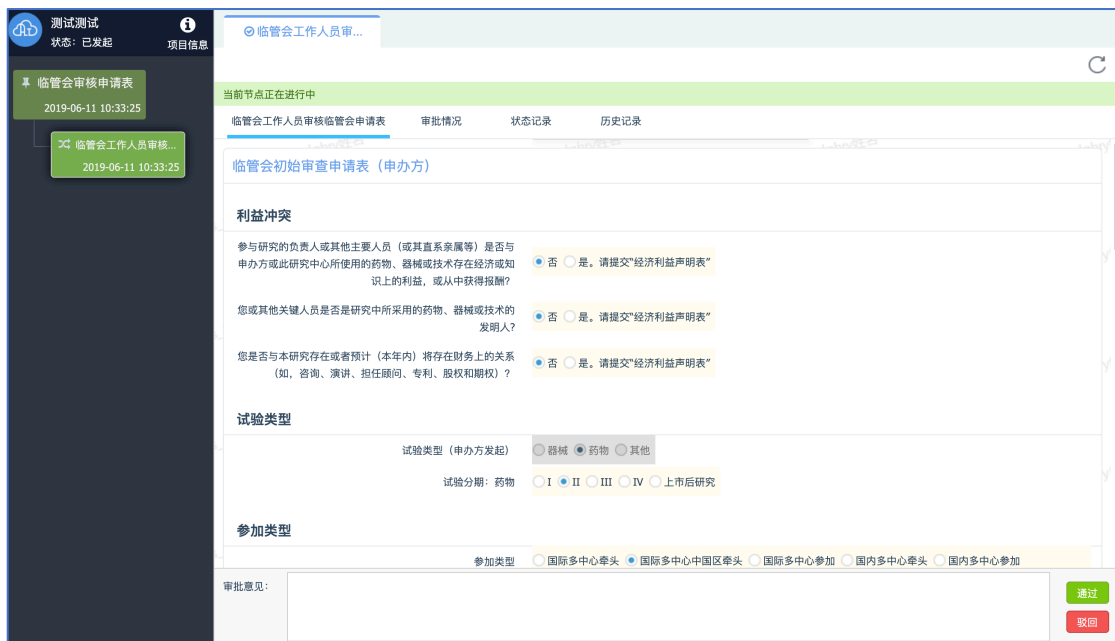 测试测试
状态：已发起
项目信息
临管会审核申请表
2019-06-11 10:33:25
临管会工作人员审核...
2019-06-11 10:33:25
临管会工作人员审...
当前节点正在进行中
临管会工作人员审核临管会申请表 审批情况 状态记录 历史记录
临管会初始审查申请表（申办方）
利益冲突
参与研究的负责人或其他主要人员（或其直系亲属等）是否与
申办方或此研究中心所使用的药物、器械或技术存在经济或知
识上的利益，或从中获得报酬？
否 是。请提交“经济利益声明表”
您或其他关键人员是否是研究中所采用的药物、器械或技术的
发明人？
否 是。请提交“经济利益声明表”
您是否与本研究存在或者预计（本年内）将存在财务上的关系
（如，咨询、演讲、担任顾问、专利、股权和期权）？
否 是。请提交“经济利益声明表”
试验类型
试验类型（申办方发起） 器械 药物 其他
试验分期：药物 I II III IV 上市后研究
参加类型
参加类型 国际多中心牵头 国际多中心中国区牵头 国际多中心参加 国内多中心牵头 国内多中心参加
审批意见：
通过
驳回